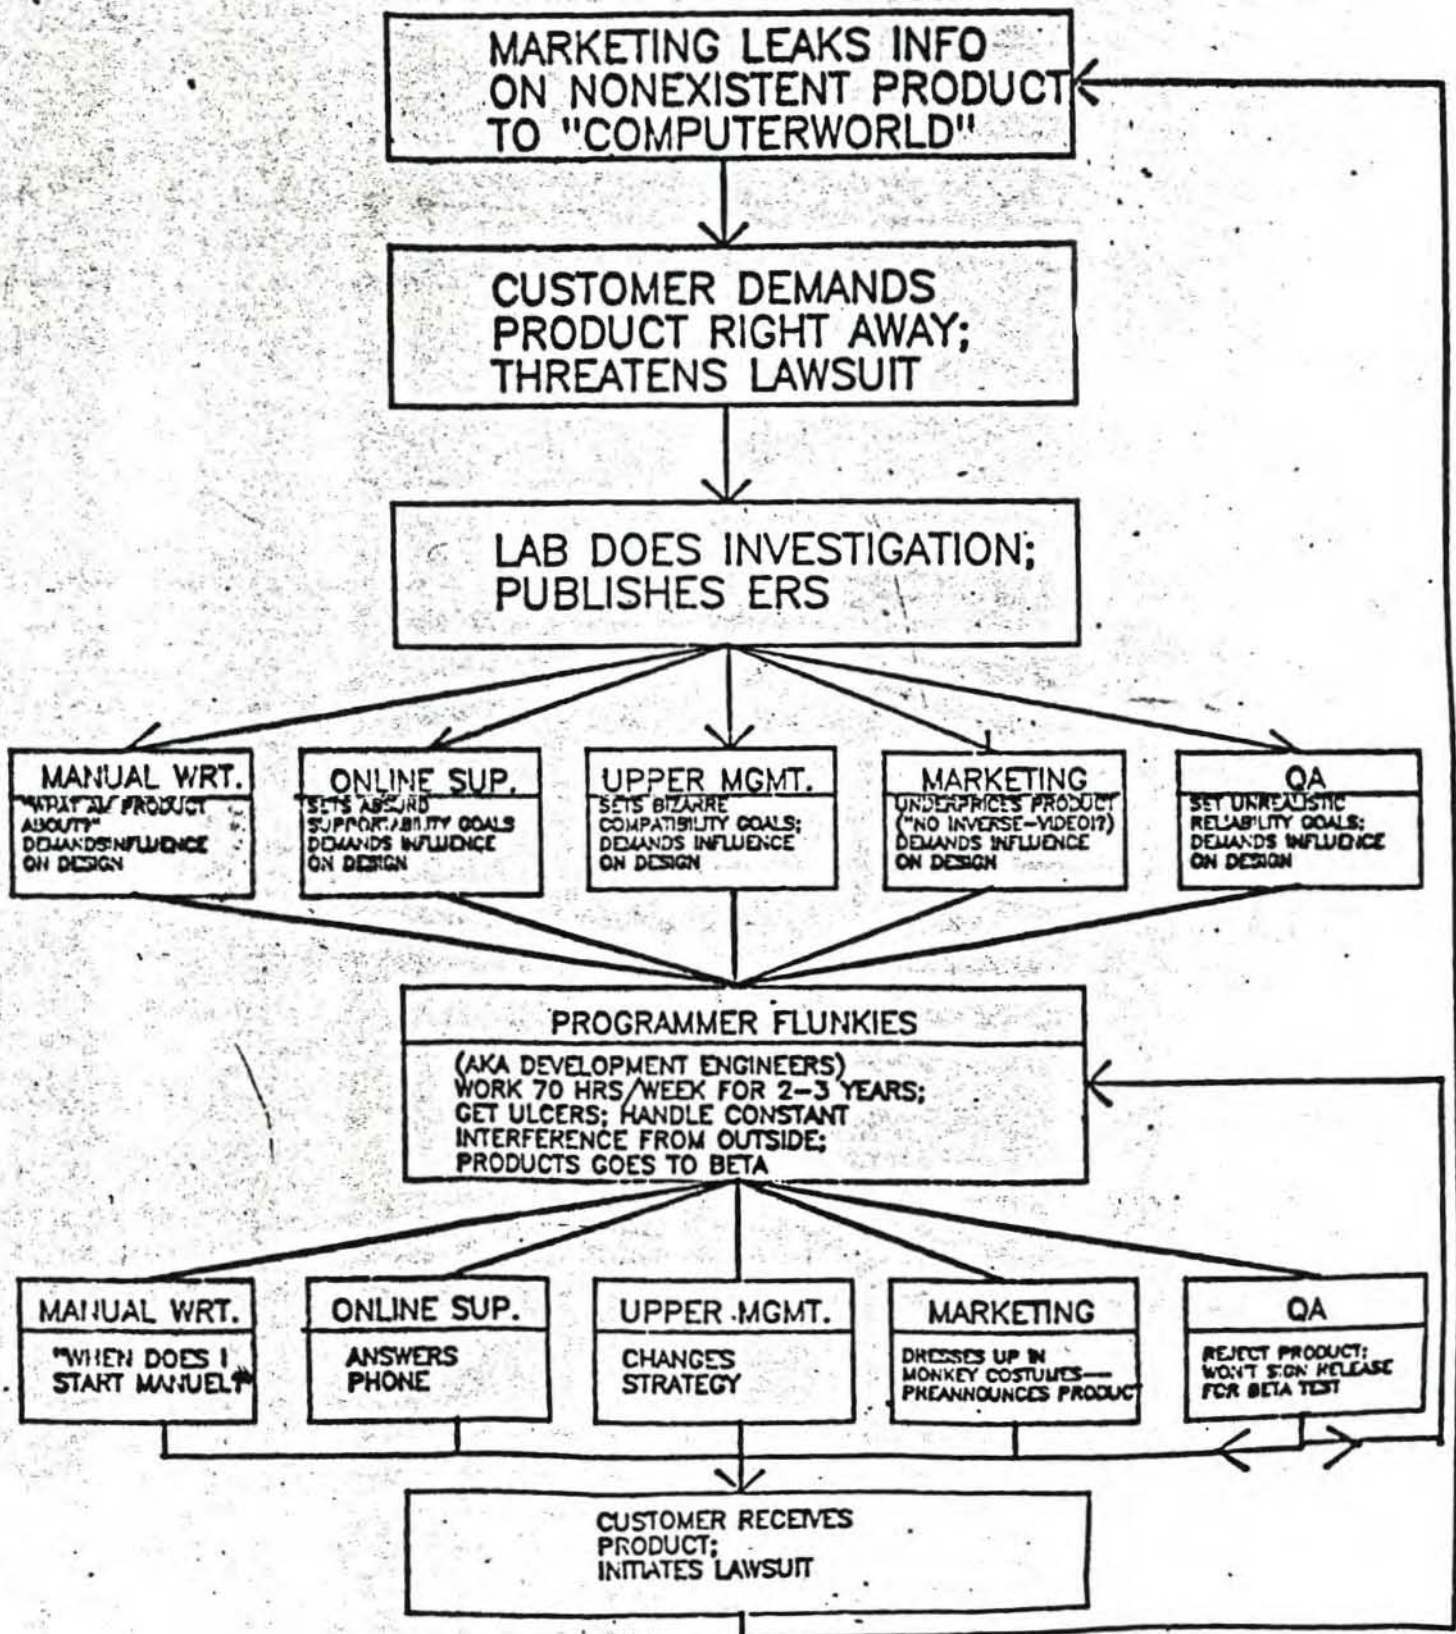 MARKETING LEAKS INFO
ON NONEXISTENT PRODUCT
TO "COMPUTERWORLD"
CUSTOMER DEMANDS
PRODUCT RIGHT AWAY;
THREATENS LAWSUIT
LAB DOES INVESTIGATION;
PUBLISHES ERS
MANUAL WRT.
PRODUCT
ABOUT?"
DEMANDS INFLUENCE
ON DESIGN
ONLINE SUP.
SETS ABSURD
SUPPORTABILITY GOALS
DEMANDS INFLUENCE
ON DESIGN
UPPER MGMT.
SETS BIZARRE
COMPATIBILITY GOALS;
DEMANDS INFLUENCE
ON DESIGN
MARKETING
UNDERPRICES PRODUCT
("NO INVERSE-VIDEO!?)
DEMANDS INFLUENCE
ON DESIGN
QA
SET UNREALISTIC
RELIABILITY GOALS;
DEMANDS INFLUENCE
ON DESIGN
PROGRAMMER FLUNKIES
(AKA DEVELOPMENT ENGINEERS)
WORK 70 HRS/WEEK FOR 2-3 YEARS;
GET ULCERS; HANDLE CONSTANT
INTERFERENCE FROM OUTSIDE;
PRODUCTS GOES TO BETA
MANUAL WRT.
"WHEN DOES I
START MANUEL?"
ONLINE SUP.
ANSWERS
PHONE
UPPER MGMT.
CHANGES
STRATEGY
MARKETING
DRESSES UP IN
MONKEY COSTUMES—
PREANNOUNCES PRODUCT
QA
REJECT PRODUCT;
WON'T SIGN RELEASE
FOR BETA TEST
CUSTOMER RECEIVES
PRODUCT;
INITIATES LAWSUIT